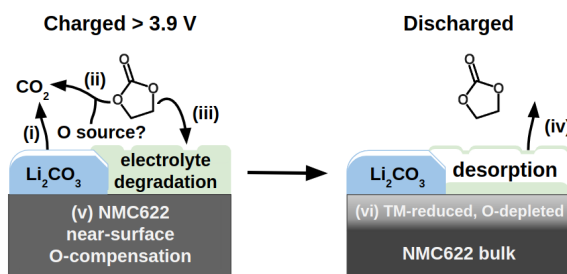 Charged > 3.9 V
Discharged
O
CO2
(ii)
O
O
(iii)
(i)
O source?
Li2CO3
electrolyte
degradation
(v) NMC622
near-surface
O-compensation
O
O
O
(iv)
Li2CO3
desorption
(vi) TM-reduced, O-depleted
NMC622 bulk